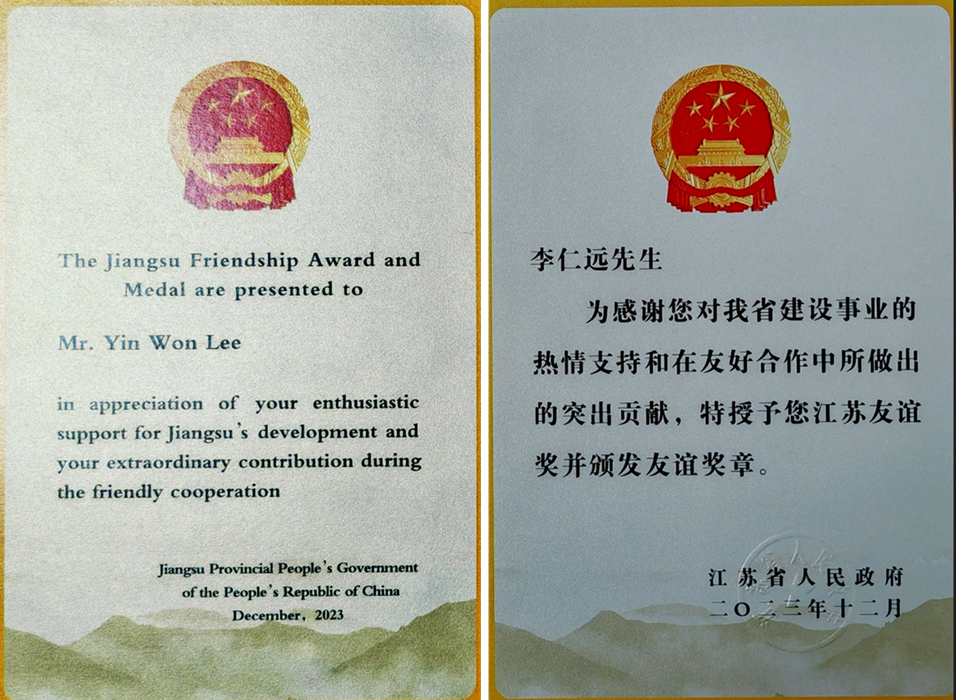 The Jiangsu Friendship Award and
Medal are presented to
Mr. Yin Won Lee
in appreciation of your enthusiastic
support for Jiangsu's development and
your extraordinary contribution during
the friendly cooperation
Jiangsu Provincial People's Government
of the People's Republic of China
December, 2023
李仁远先生
为感谢您对我省建设事业的
热情支持和在友好合作中所做出
的突出贡献，特授予您江苏友谊
奖并颁发友谊奖章。
江苏省人民政府
二〇二三年十二月